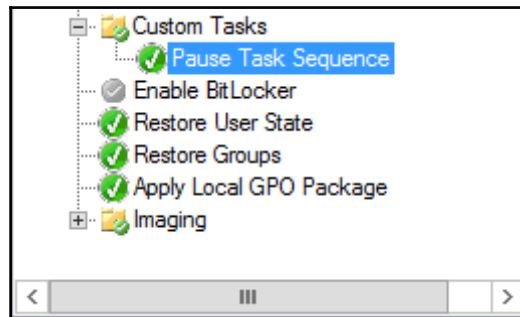 Custom Tasks
Pause Task Sequence
Enable BitLocker
Restore User State
Restore Groups
Apply Local GPO Package
Imaging